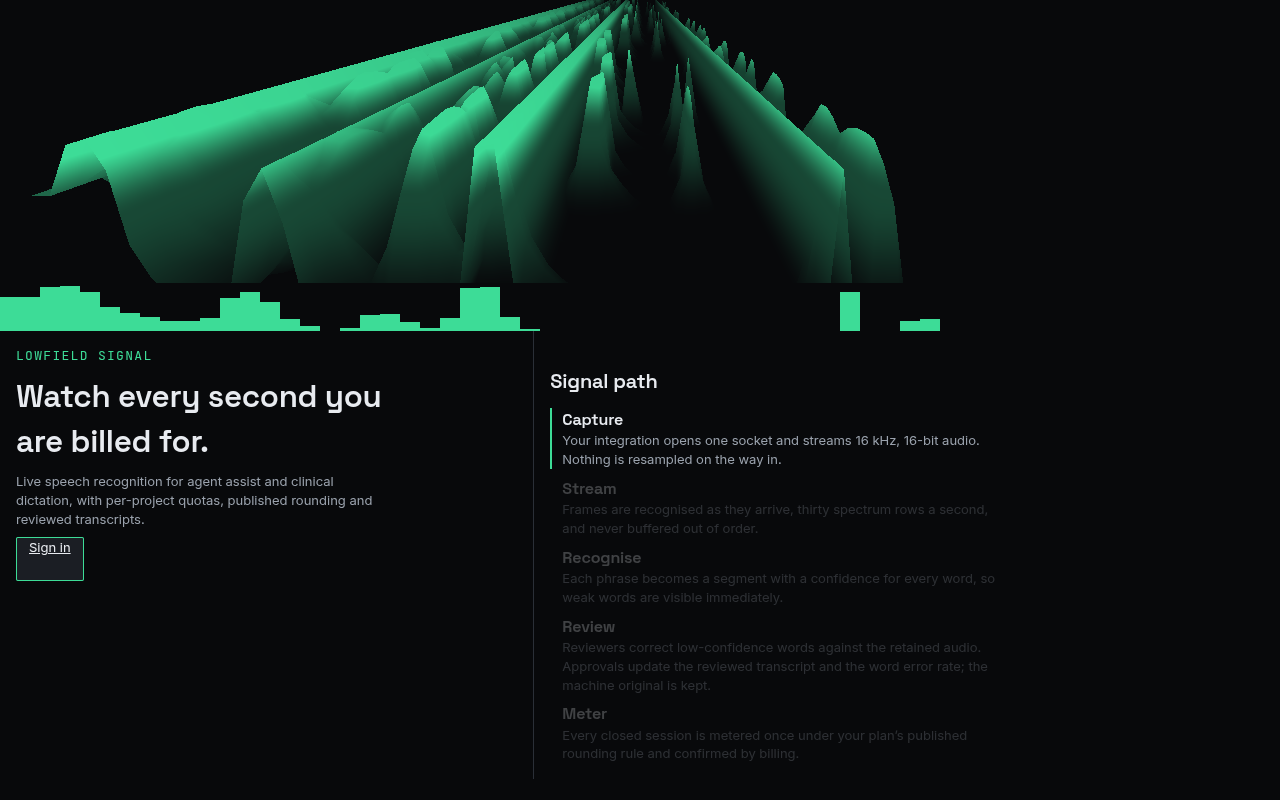 LOWFIELD SIGNAL
Watch every second you
are billed for.
Live speech recognition for agent assist and clinical
dictation, with per-project quotas, published rounding and
reviewed transcripts.
Sign in
Signal path
Capture
Your integration opens one socket and streams 16 kHz, 16-bit audio.
Nothing is resampled on the way in.
Stream
Frames are recognised as they arrive, thirty spectrum rows a second,
and never buffered out of order.
Recognise
Each phrase becomes a segment with a confidence for every word, so
weak words are visible immediately.
Review
Reviewers correct low-confidence words against the retained audio.
Approvals update the reviewed transcript and the word error rate; the
machine original is kept.
Meter
Every closed session is metered once under your plan's published
rounding rule and confirmed by billing.